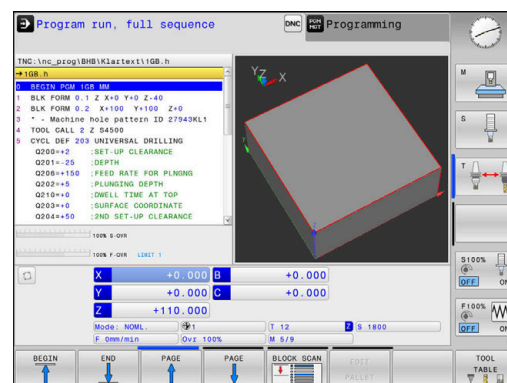 Program run, full sequence
DNC
PGM MGT
Programming
TNC:\nc_prog\BHB\Klartext\1GB.h
→1GB.h
0 BEGIN PGM 1GB MM
1 BLK FORM 0.1 Z X+0 Y+0 Z-40
2 BLK FORM 0.2 X+100 Y+100 Z+0
3 * - Machine hole pattern ID 27943KL1
4 TOOL CALL 2 Z S4500
5 CYCL DEF 203 UNIVERSAL DRILLING
Q200=+2 ;SET-UP CLEARANCE
Q201=-25 ;DEPTH
Q206=+150 ;FEED RATE FOR PLNGNG
Q202=+5 ;PLUNGING DEPTH
Q210=+0 ;DWELL TIME AT TOP
Q203=+0 ;SURFACE COORDINATE
Q204=+50 ;2ND SET-UP CLEARANCE
Y Z X
100% S-OVR
100% F-OVR LIMIT 1
X +0.000 B +0.000
Y +0.000 C +0.000
Z +110.000
Mode: NOML. 1 T 12 Z S 1800
F 0mm/min Ovr 100% M 5/9
M
S
T
S100%
OFF ON
F100%
OFF ON
BEGIN
END
PAGE
PAGE
BLOCK SCAN
EDIT PALLET
TOOL TABLE